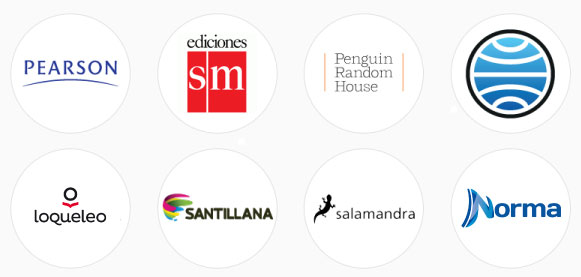 PEARSON
ediciones
sm
Penguin
Random
House
loqueleo
SANTILLANA
salamandra
Norma